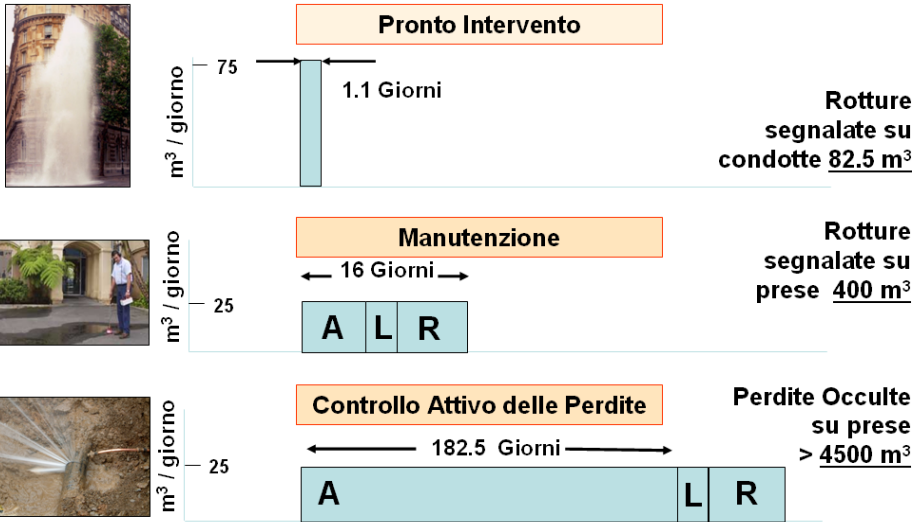 Pronto Intervento
75
1.1 Giorni
m³ / giorno
Rotture
segnalate su
condotte 82.5 m³
Manutenzione
16 Giorni
25
m³ / giorno
A L R
Rotture
segnalate su
prese 400 m³
Controllo Attivo delle Perdite
182.5 Giorni
25
m³ / giorno
A L R
Perdite Occulte
su prese
> 4500 m³